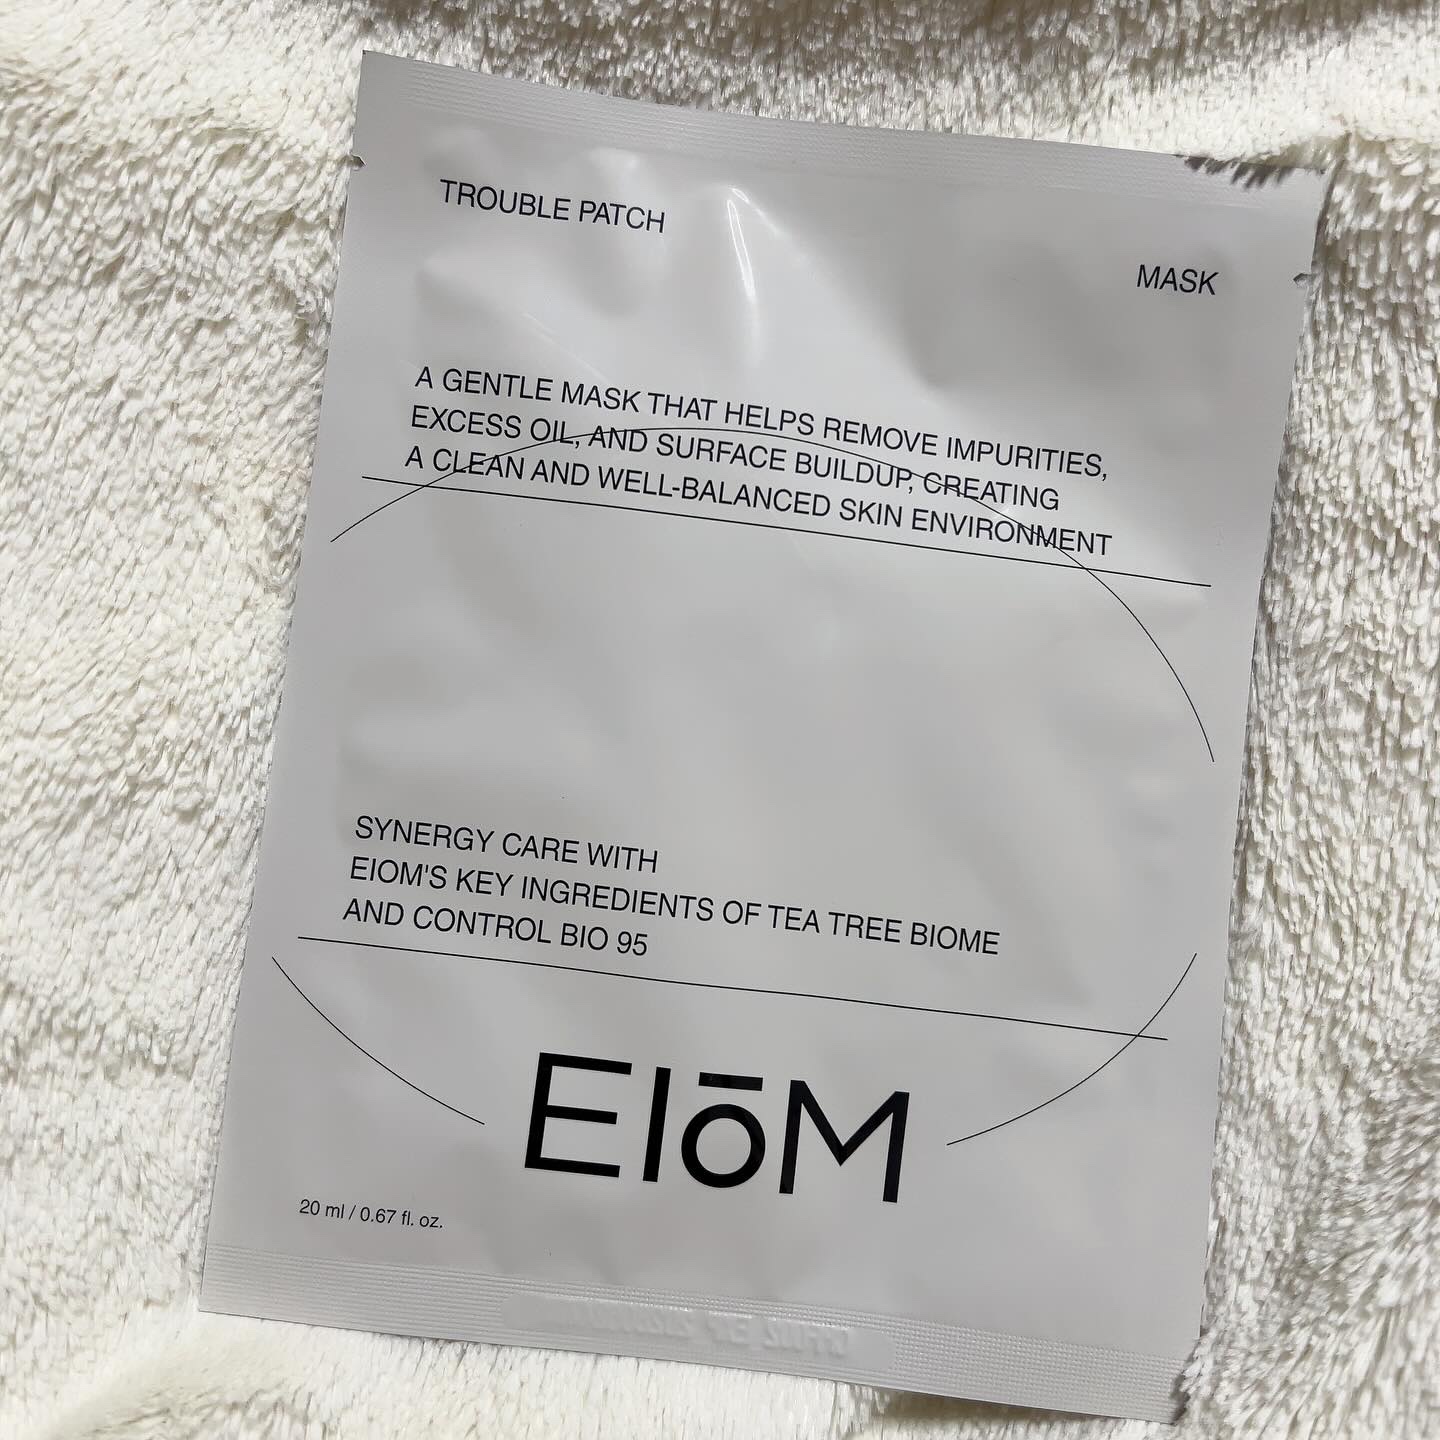 TROUBLE PATCH
MASK
A GENTLE MASK THAT HELPS REMOVE IMPURITIES,
EXCESS OIL, AND SURFACE BUILDUP, CREATING
A CLEAN AND WELL-BALANCED SKIN ENVIRONMENT
SYNERGY CARE WITH
EIOM'S KEY INGREDIENTS OF TEA TREE BIOME
AND CONTROL BIO 95
EIōM
20 ml / 0.67 fl. oz.